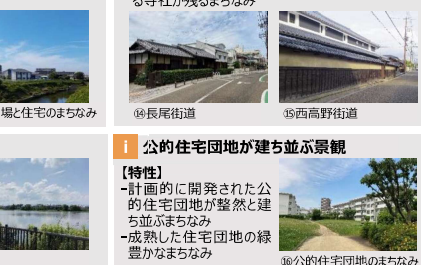 る寺社が残るまちなみ
場と住宅のまちなみ
⑭長尾街道
⑮西高野街道
i 公的住宅団地が建ち並ぶ景観
【特性】
-計画的に開発された公
的住宅団地が整然と建
ち並ぶまちなみ
-成熟した住宅団地の緑
豊かなまちなみ
⑯公的住宅団地のまちなみ